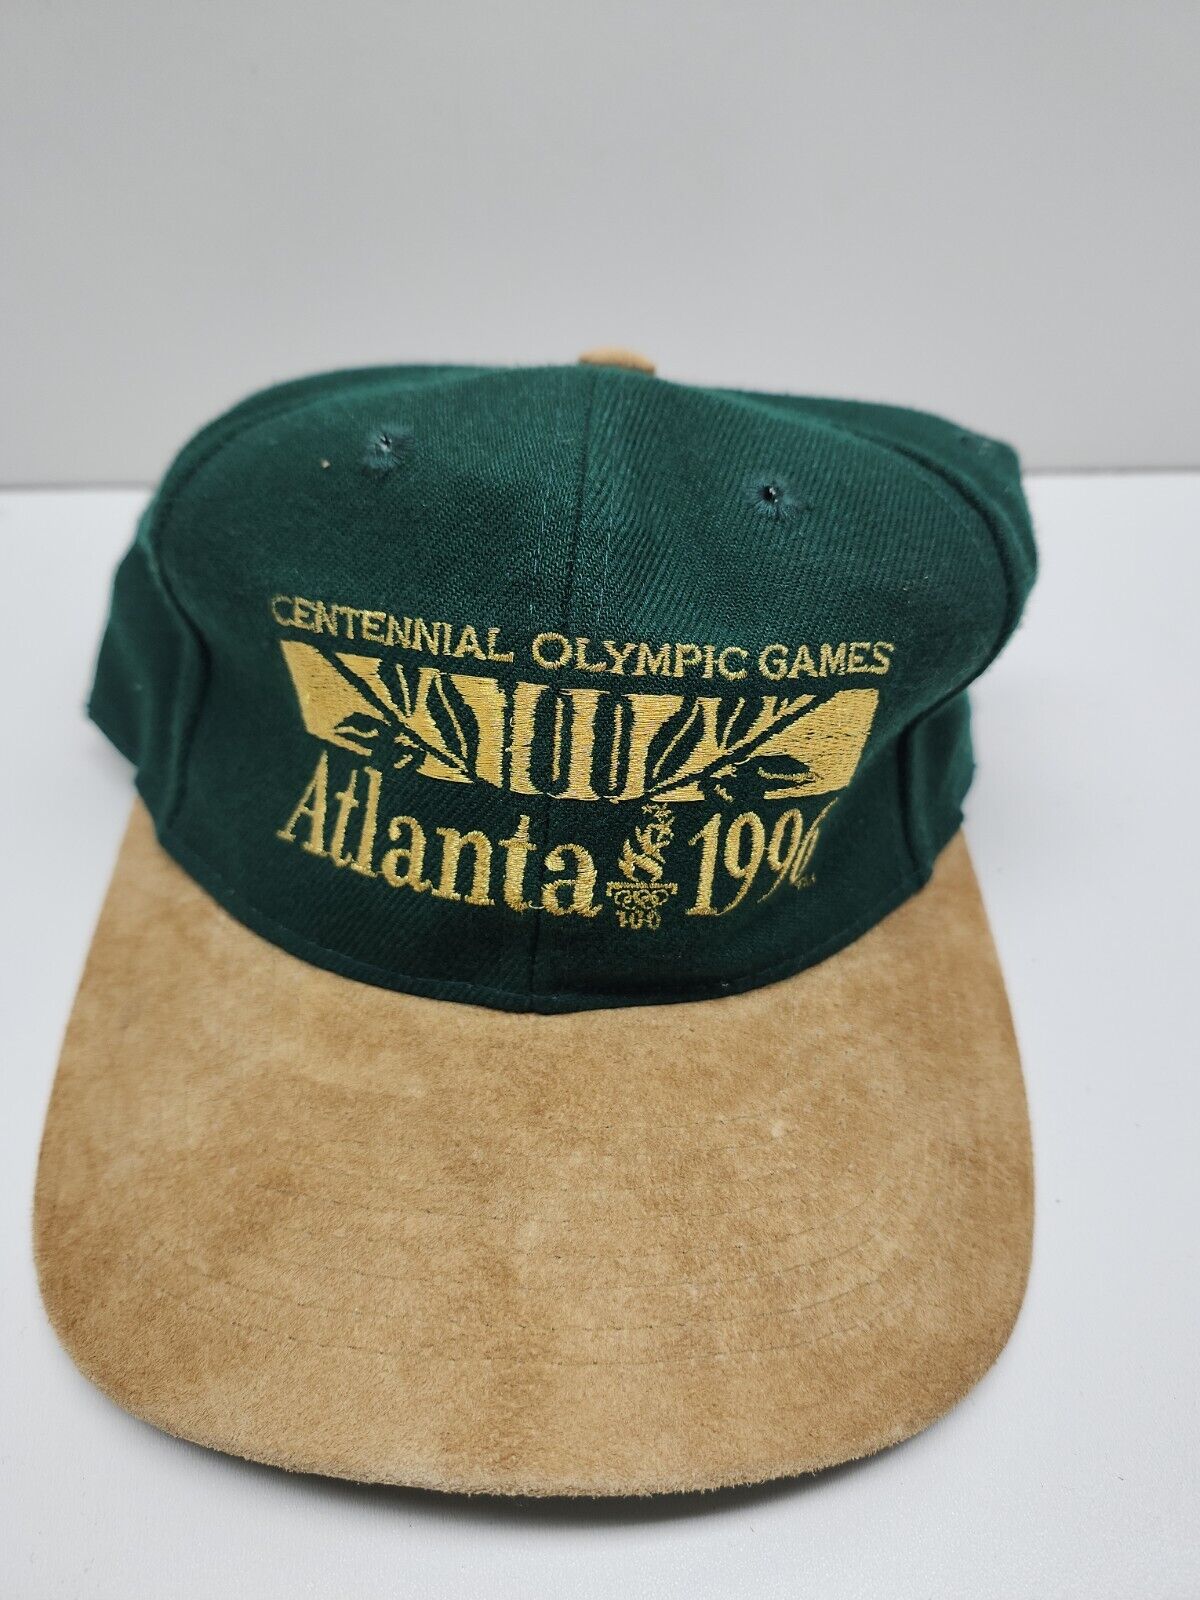 CENTENNIAL OLYMPIC GAMES
Atlanta 1996
100